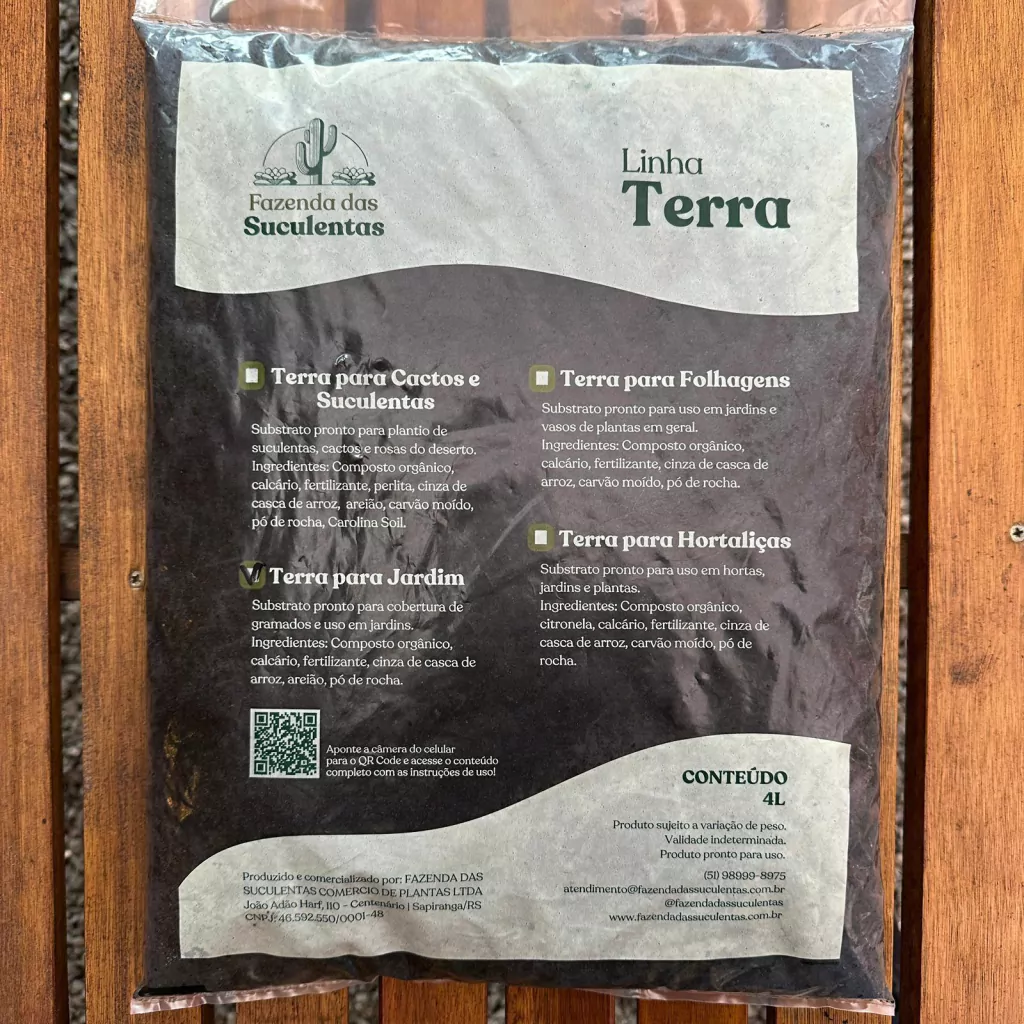 Fazenda das
Suculentas
Linha
Terra
Terra para Cactos e
Suculentas
Substrato pronto para plantio de
suculentas, cactos e rosas do deserto.
Ingredientes: Composto orgânico,
calcário, fertilizante, perlita, cinza de
casca de arroz, areião, carvão moído,
pó de rocha, Carolina Soil.
Terra para Jardim
Substrato pronto para cobertura de
gramados e uso em jardins.
Ingredientes: Composto orgânico,
calcário, fertilizante, cinza de casca de
arroz, areião, pó de rocha.
Terra para Folhagens
Substrato pronto para uso em jardins e
vasos de plantas em geral.
Ingredientes: Composto orgânico,
calcário, fertilizante, cinza de casca de
arroz, carvão moído, pó de rocha.
Terra para Hortaliças
Substrato pronto para uso em hortas,
jardins e plantas.
Ingredientes: Composto orgânico,
citronela, calcário, fertilizante, cinza de
casca de arroz, carvão moído, pó de
rocha.
Aponte a câmera do celular
para o QR Code e acesse o conteúdo
completo com as instruções de uso!
CONTEÚDO
4L
Produto sujeito a variação de peso.
Validade indeterminada.
Produto pronto para uso.
(51) 98999-8975
atendimento@fazendadassuculentas.com.br
@fazendadassuculentas
www.fazendadassuculentas.com.br
Produzido e comercializado por: FAZENDA DAS
SUCULENTAS COMERCIO DE PLANTAS LTDA
João Adão Harf, 110 - Centenário | Sapiranga/RS
CNPJ: 46.592.550/0001-48